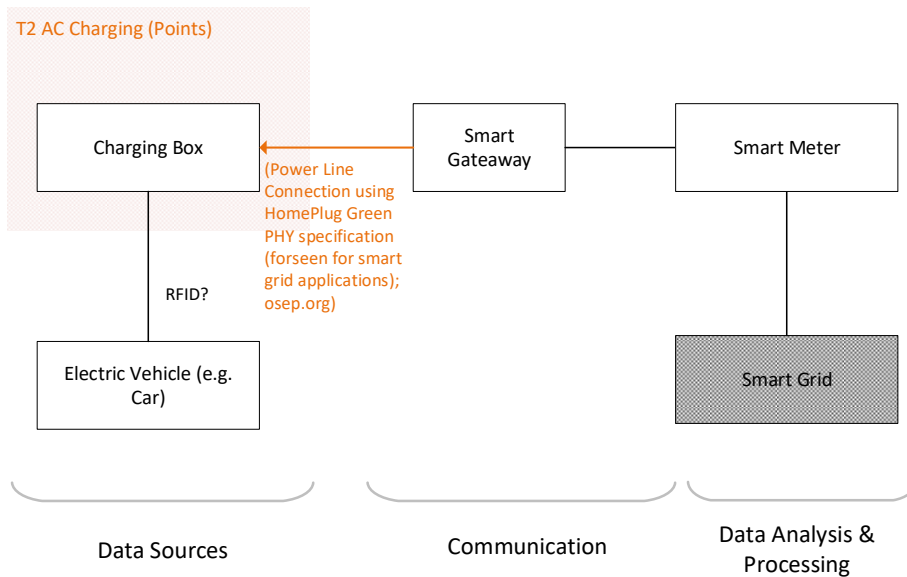 T2 AC Charging (Points)
Charging Box
Smart
Gateaway
Smart Meter
(Power Line
Connection using
HomePlug Green
PHY specification
(forseen for smart
grid applications);
osep.org)
RFID?
Electric Vehicle (e.g.
Car)
Smart Grid
Data Sources
Communication
Data Analysis &
Processing